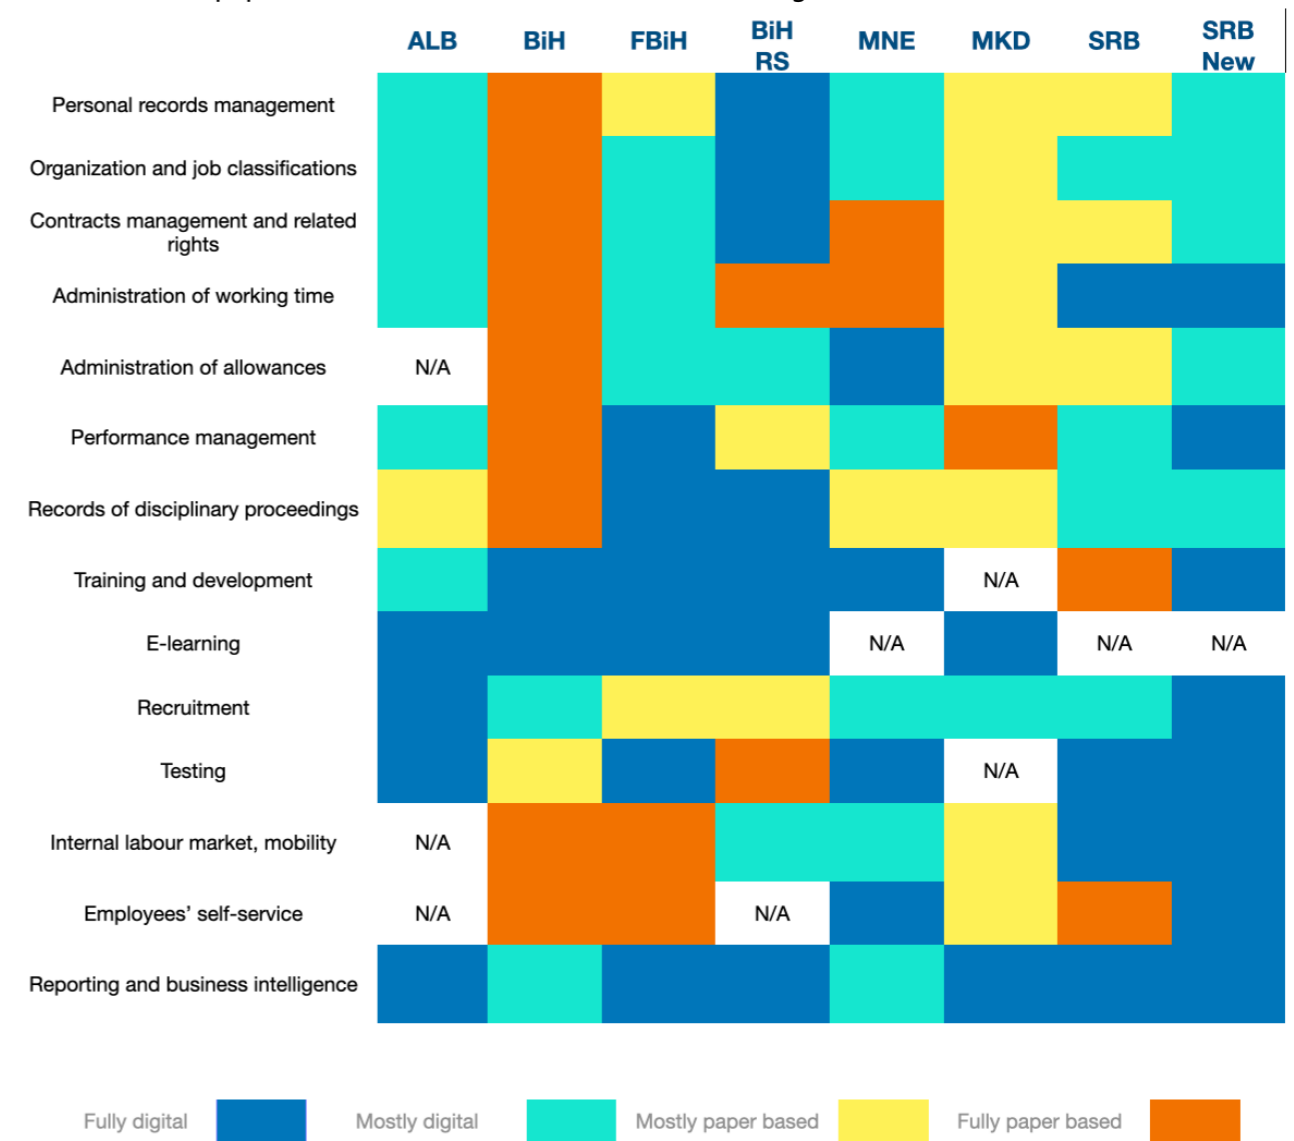 ALB BiH FBiH BiH RS MNE MKD SRB SRB New
Personal records management
Organization and job classifications
Contracts management and related
rights
Administration of working time
Administration of allowances N/A
Performance management
Records of disciplinary proceedings
Training and development N/A
E-learning N/A N/A N/A
Recruitment
Testing N/A
Internal labour market, mobility N/A
Employees’ self-service N/A N/A
Reporting and business intelligence
Fully digital Mostly digital Mostly paper based Fully paper based